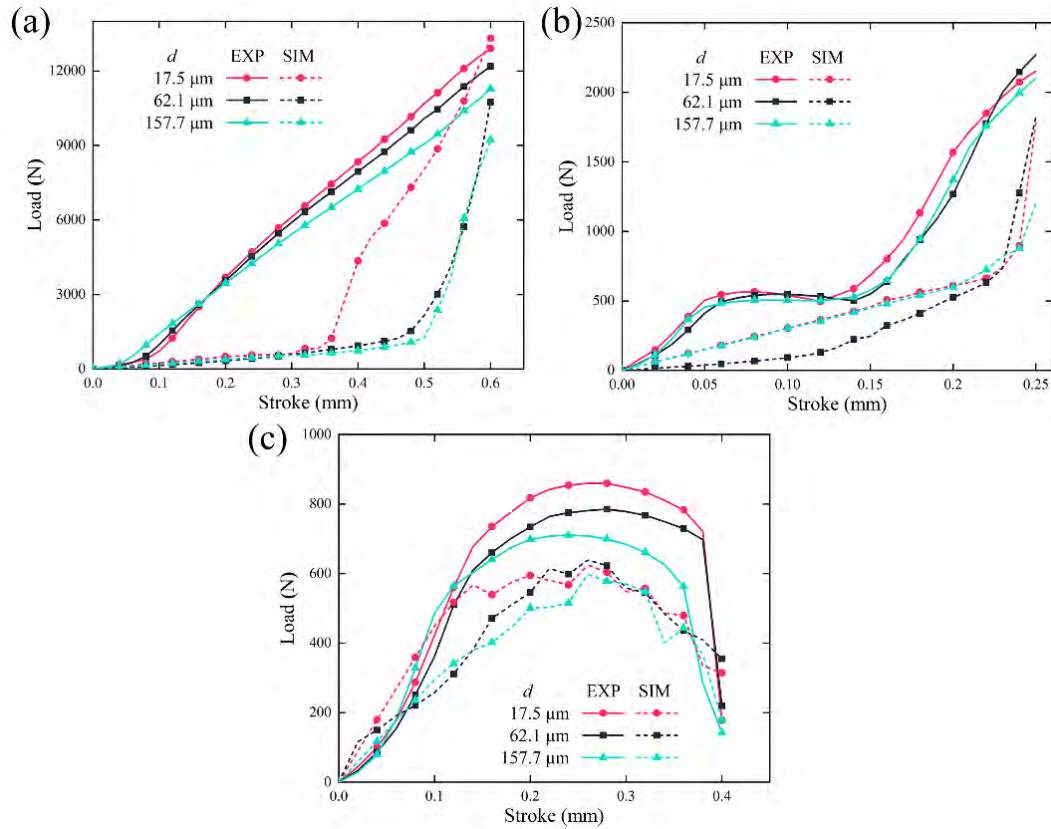 (a)
d EXP SIM
17.5 μm
62.1 μm
157.7 μm
Load (N)
12000
9000
6000
3000
0
0.0 0.1 0.2 0.3 0.4 0.5 0.6
Stroke (mm)
(b)
d EXP SIM
17.5 μm
62.1 μm
157.7 μm
Load (N)
2500
2000
1500
1000
500
0
0.00 0.05 0.10 0.15 0.20 0.25
Stroke (mm)
(c)
Load (N)
1000
800
600
400
200
0
d EXP SIM
17.5 μm
62.1 μm
157.7 μm
0.0 0.1 0.2 0.3 0.4
Stroke (mm)